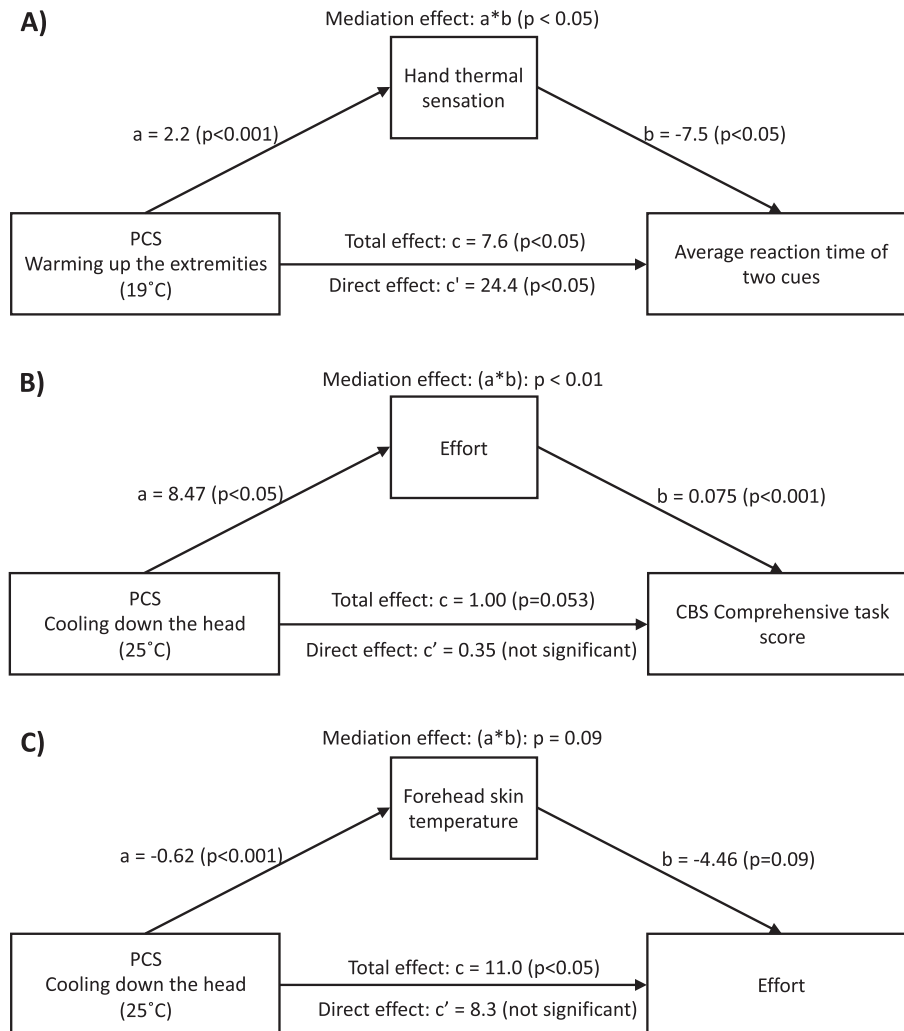 A)
Mediation effect: a*b (p < 0.05)
Hand thermal
sensation
a = 2.2 (p<0.001)
b = -7.5 (p<0.05)
PCS
Warming up the extremities
(19˚C)
Total effect: c = 7.6 (p<0.05)
Direct effect: c' = 24.4 (p<0.05)
Average reaction time of
two cues
B)
Mediation effect: (a*b): p < 0.01
Effort
a = 8.47 (p<0.05)
b = 0.075 (p<0.001)
PCS
Cooling down the head
(25˚C)
Total effect: c = 1.00 (p=0.053)
Direct effect: c’ = 0.35 (not significant)
CBS Comprehensive task
score
C)
Mediation effect: (a*b): p = 0.09
Forehead skin
temperature
a = -0.62 (p<0.001)
b = -4.46 (p=0.09)
PCS
Cooling down the head
(25˚C)
Total effect: c = 11.0 (p<0.05)
Direct effect: c’ = 8.3 (not significant)
Effort